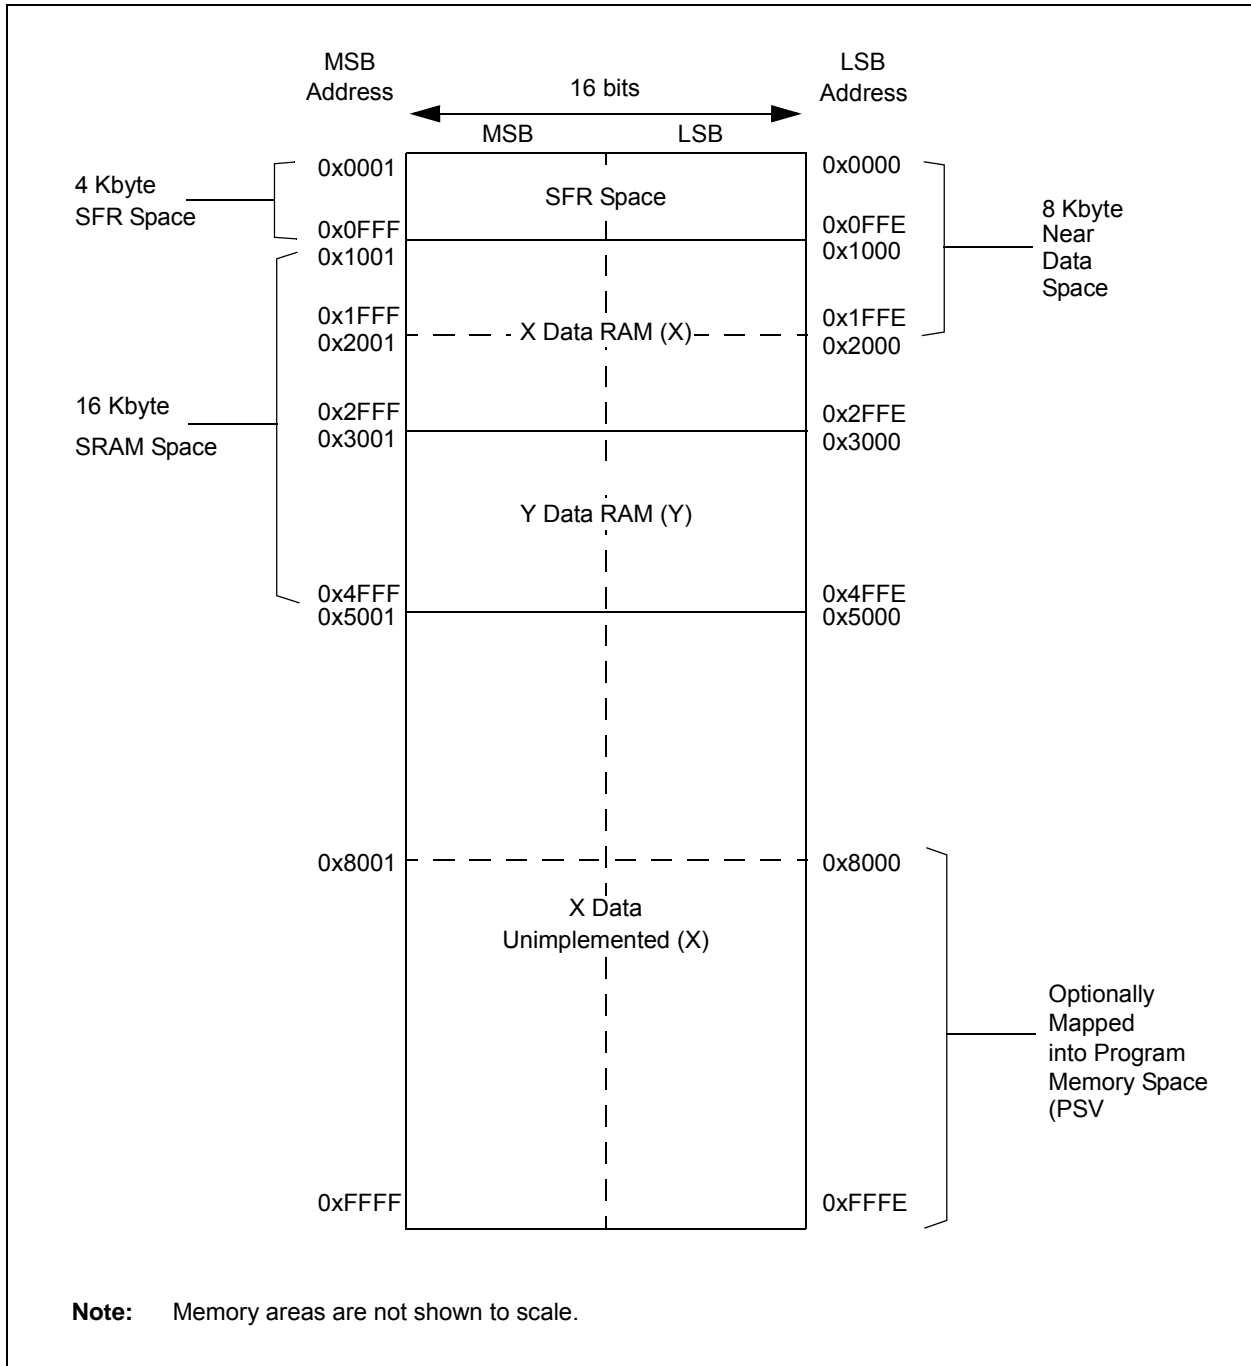 MSB
Address
LSB
Address
16 bits
MSB
LSB
0x0001
0x0000
4 Kbyte
SFR Space
SFR Space
8 Kbyte
Near
Data
Space
0x0FFF
0x0FFE
0x1001
0x1000
0x1FFF
0x1FFE
X Data RAM (X)
0x2001
0x2000
16 Kbyte
SRAM Space
0x2FFF
0x2FFE
0x3001
0x3000
Y Data RAM (Y)
0x4FFF
0x4FFE
0x5001
0x5000
0x8001
0x8000
X Data
Unimplemented (X)
Optionally
Mapped
into Program
Memory Space
(PSV
0xFFFF
0xFFFE
Note: Memory areas are not shown to scale.